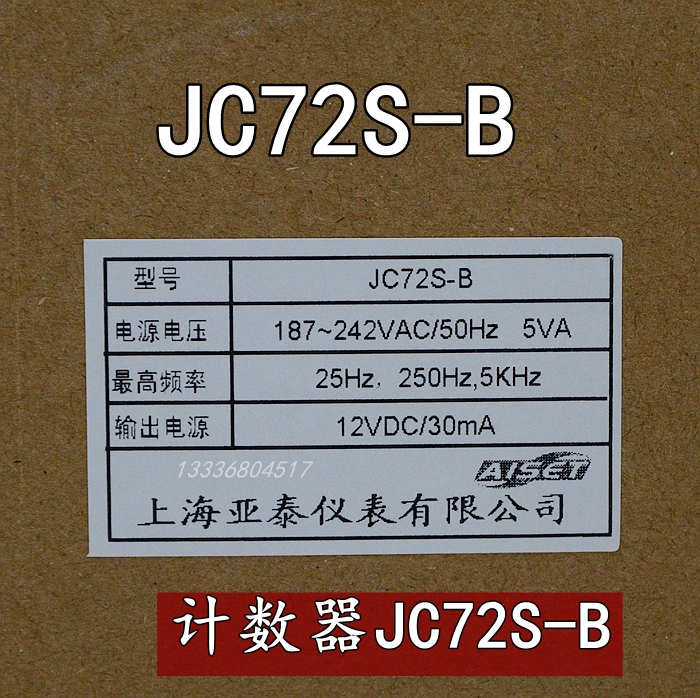 JC72S-B
型号 JC72S-B
电源电压 187~242VAC/50Hz 5VA
最高频率 25Hz，250Hz,5KHz
输出电源 12VDC/30mA
13336804517 AISET
上海亚泰仪表有限公司
计数器JC72S-B